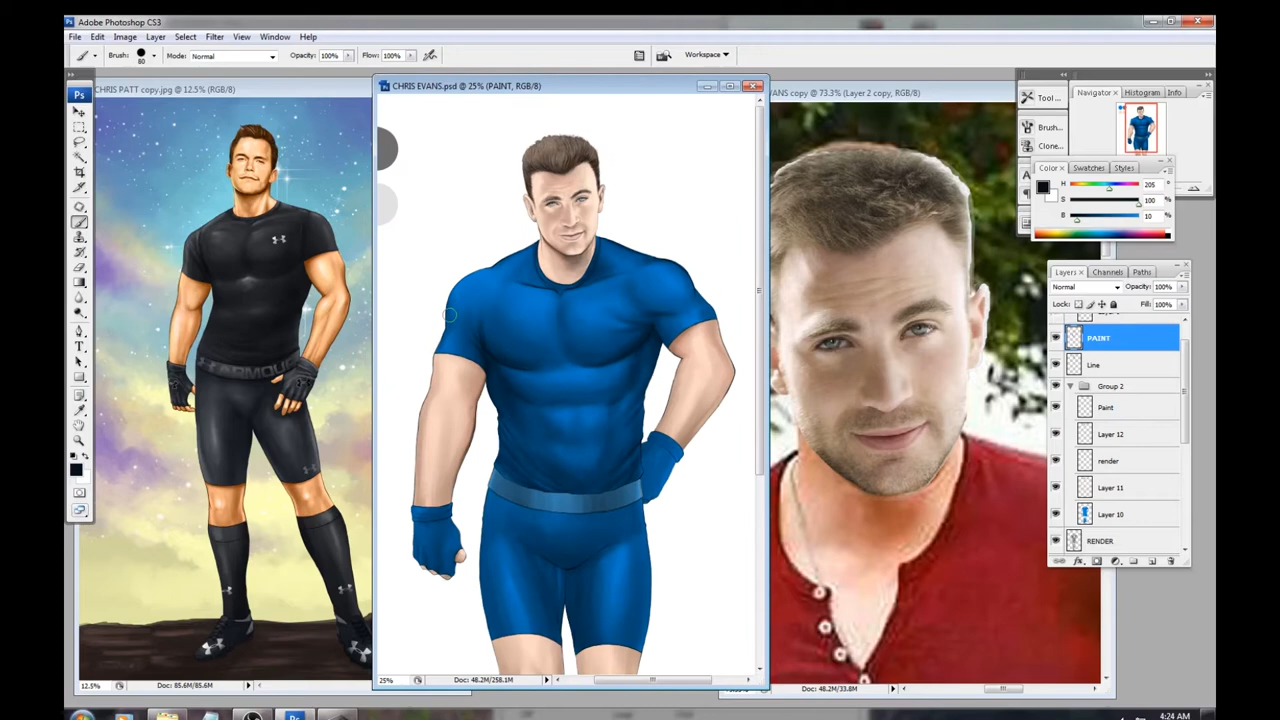 Adobe Photoshop CS3
File Edit Image Layer Select Filter View Window Help
Brush: 80 Mode: Normal Opacity: 100% Flow: 100% Workspace
CHRIS PATT copy.jpg @ 12.5% (RGB/8)
CHRIS EVANS.psd @ 25% (PAINT, RGB/8)
VANS copy @ 73.3% (Layer 2 copy, RGB/8)
Ps
Tool...
Brush...
Clone...
Navigator Histogram Info
Color Swatches Styles
H 205 °
S 100 %
B 10 %
Layers Channels Paths
Normal Opacity: 100%
Lock: Fill: 100%
PAINT
Line
Group 2
Paint
Layer 12
render
Layer 11
Layer 10
RENDER
12.5% Doc: 85.6M/85.6M
25% Doc: 48.2M/258.1M
Doc: 48.2M/33.8M
4:24 AM